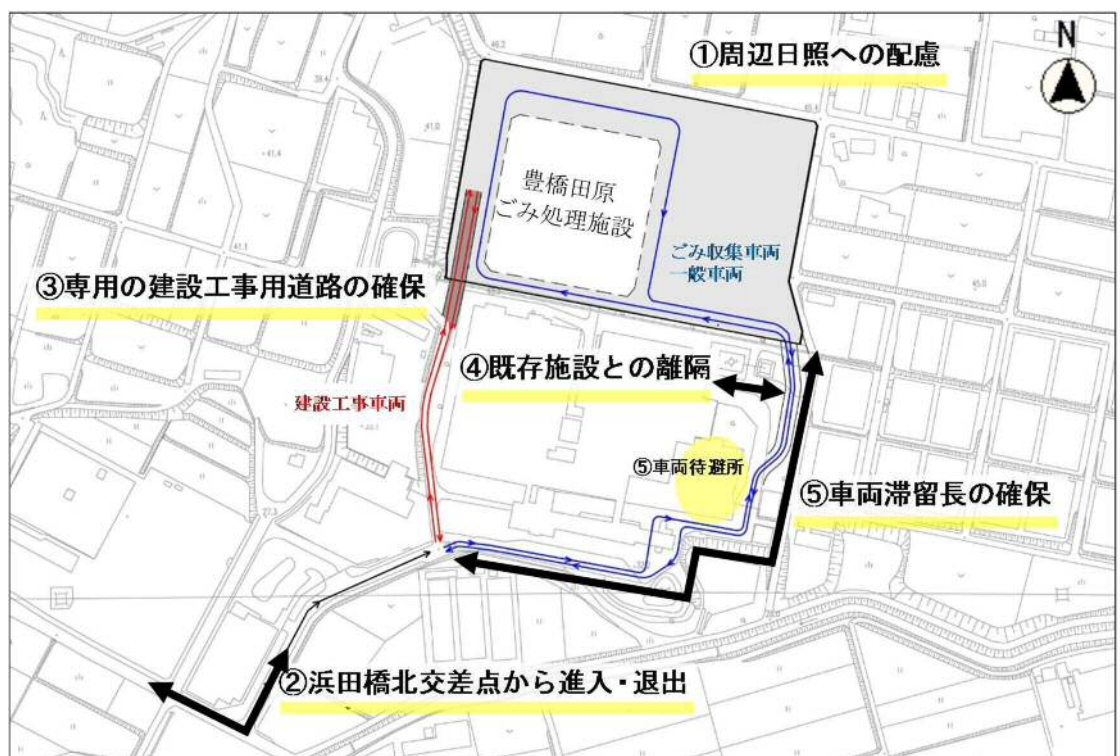 ①周辺日照への配慮
N
豊橋田原
ごみ処理施設
ごみ収集車両
一般車両
③専用の建設工事用道路の確保
④既存施設との離隔
建設工事車両
⑤車両待避所
⑤車両滞留長の確保
②浜田橋北交差点から進入・退出